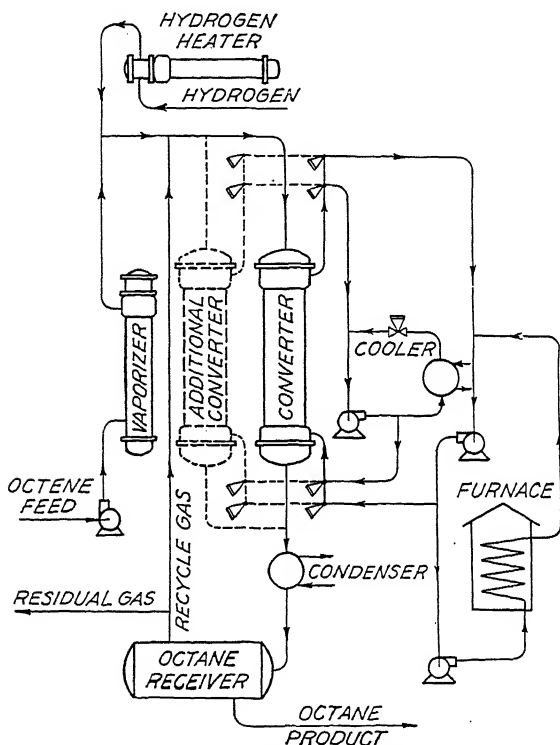 HYDROGEN
HEATER
HYDROGEN
VAPORIZER
ADDITIONAL
CONVERTER
CONVERTER
COOLER
OCTENE
FEED
FURNACE
RECYCLE GAS
CONDENSER
RESIDUAL GAS
OCTANE
RECEIVER
OCTANE
PRODUCT